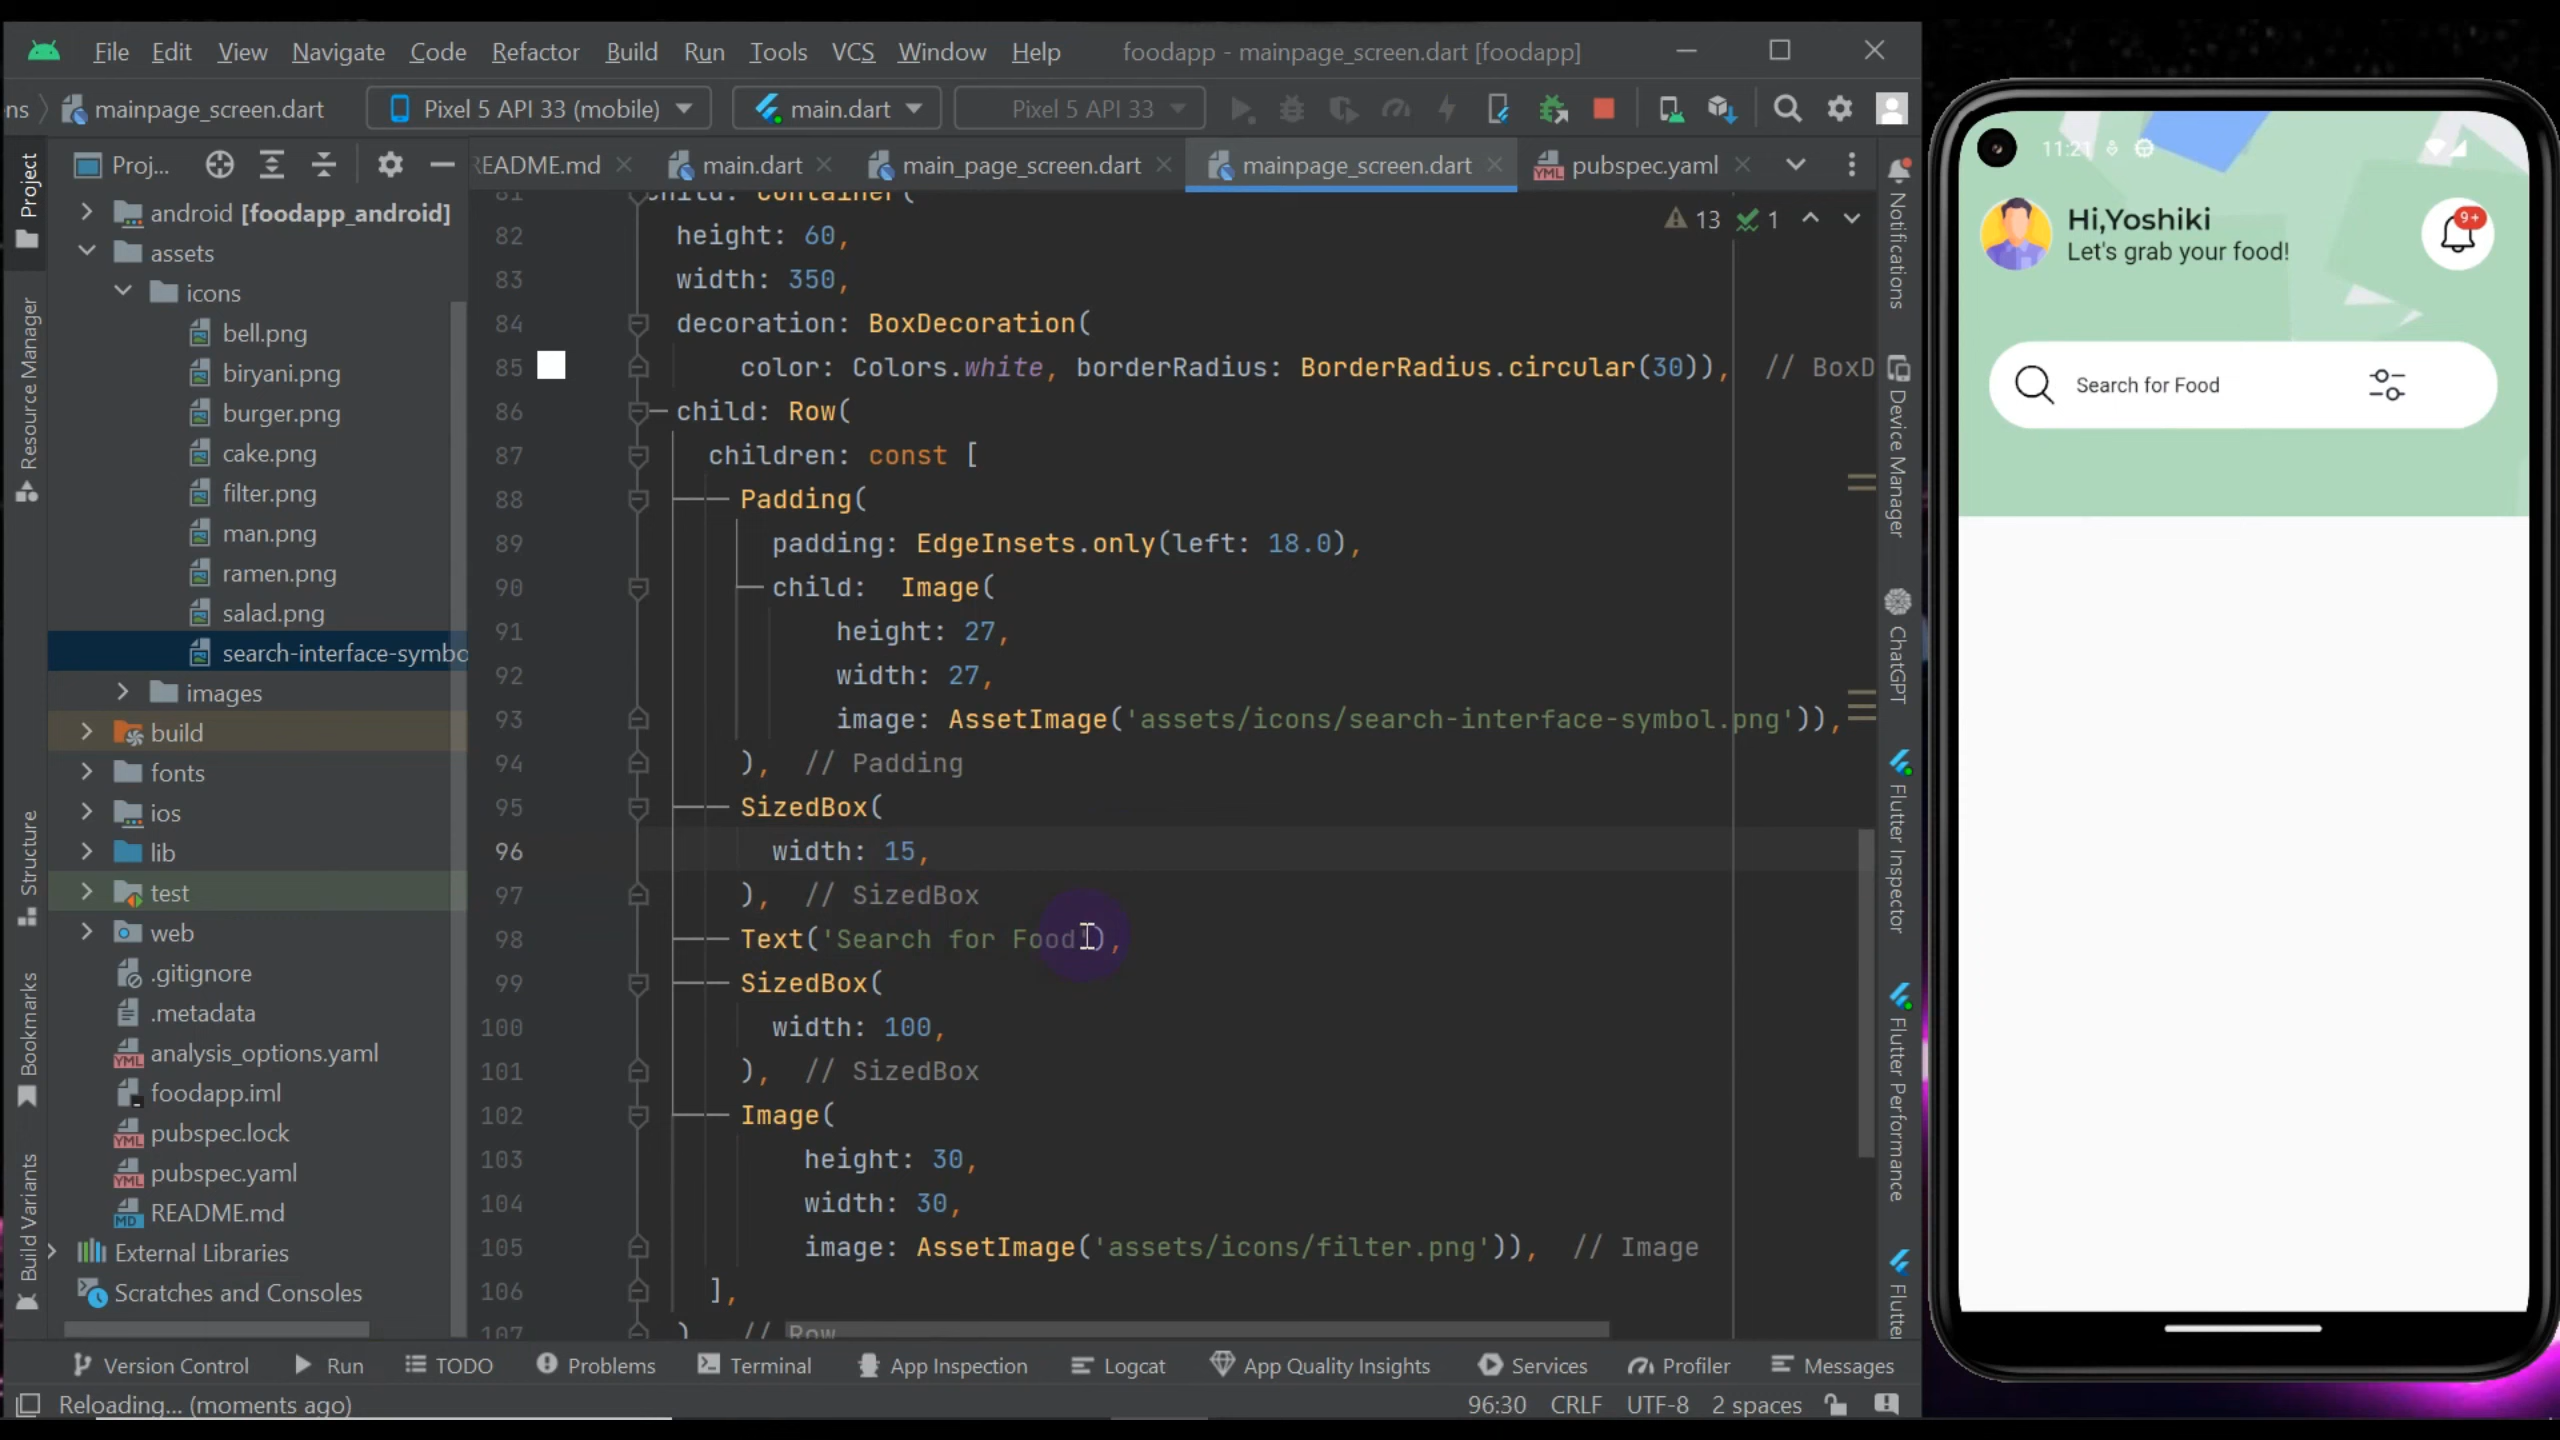 File Edit View Navigate Code Refactor Build Run Tools VCS Window Help foodapp - mainpage_screen.dart [foodapp]
mainpage_screen.dart Pixel 5 API 33 (mobile) main.dart Pixel 5 API 33
Proj... README.md main.dart main_page_screen.dart mainpage_screen.dart pubspec.yaml
Project
Resource Manager
Structure
Bookmarks
Build Variants
android [foodapp_android]
assets
icons
bell.png
biryani.png
burger.png
cake.png
filter.png
man.png
ramen.png
salad.png
search-interface-symbo
images
build
fonts
ios
lib
test
web
.gitignore
.metadata
analysis_options.yaml
foodapp.iml
pubspec.lock
pubspec.yaml
README.md
External Libraries
Scratches and Consoles
13 1
81 child: Container(
82 height: 60,
83 width: 350,
84 decoration: BoxDecoration(
85 color: Colors.white, borderRadius: BorderRadius.circular(30)), // BoxD
86 child: Row(
87 children: const [
88 Padding(
89 padding: EdgeInsets.only(left: 18.0),
90 child: Image(
91 height: 27,
92 width: 27,
93 image: AssetImage('assets/icons/search-interface-symbol.png')),
94 ), // Padding
95 SizedBox(
96 width: 15,
97 ), // SizedBox
98 Text('Search for Food'),
99 SizedBox(
100 width: 100,
101 ), // SizedBox
102 Image(
103 height: 30,
104 width: 30,
105 image: AssetImage('assets/icons/filter.png')), // Image
106 ],
107 ) // Row
Notifications
Device Manager
ChatGPT
Flutter Inspector
Flutter Performance
Flutter
Version Control Run TODO Problems Terminal App Inspection Logcat App Quality Insights Services Profiler Messages
Reloading... (moments ago) 96:30 CRLF UTF-8 2 spaces
11:21
Hi,Yoshiki
Let's grab your food!
9+
Search for Food